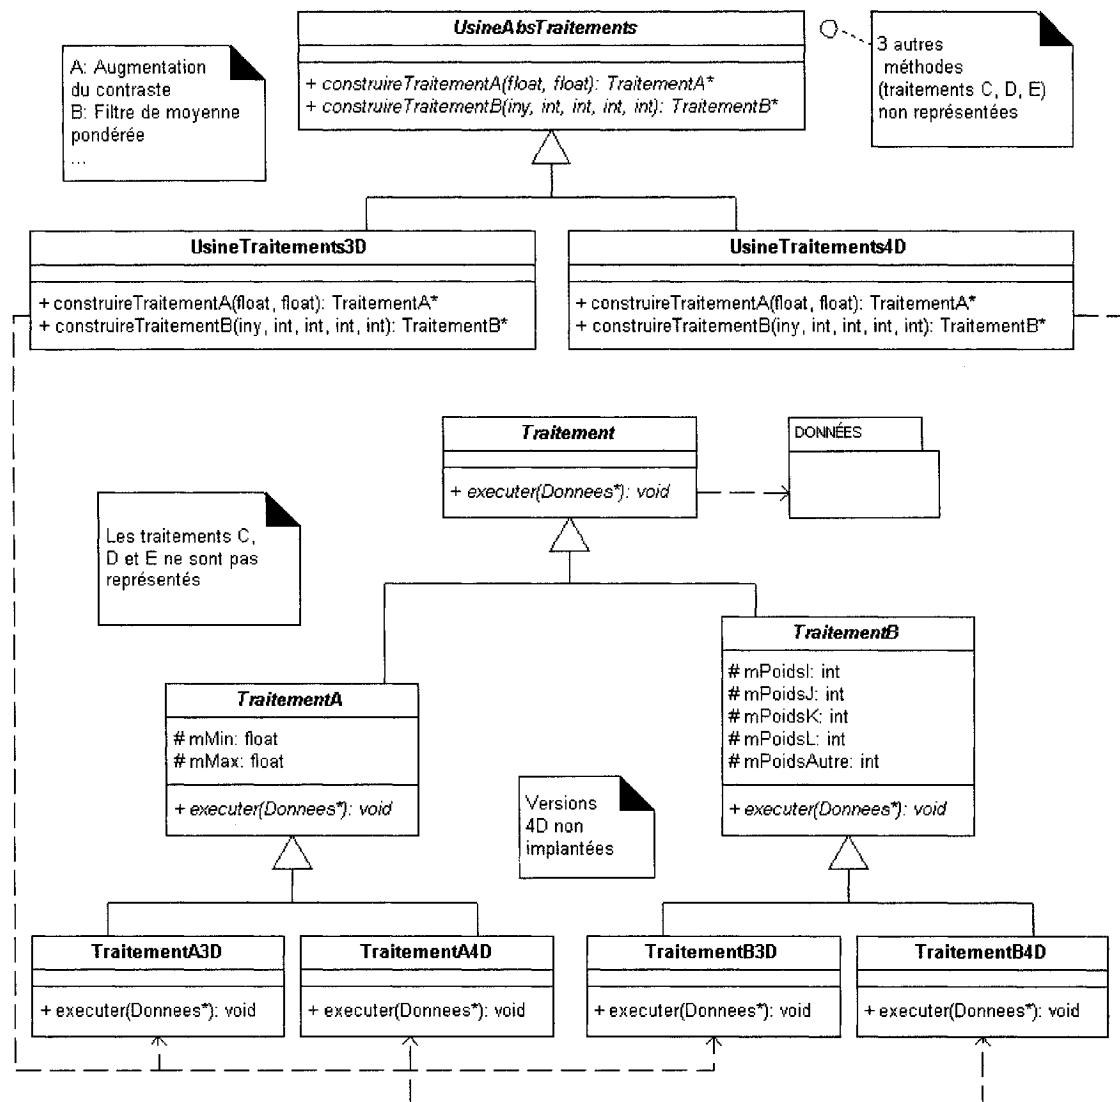 UsineAbsTraitements
+ construireTraitementA(float, float): TraitementA*
+ construireTraitementB(iny, int, int, int, int): TraitementB*
A: Augmentation
du contraste
B: Filtre de moyenne
pondérée
...
3 autres
méthodes
(traitements C, D, E)
non représentées
UsineTraitements3D
+ construireTraitementA(float, float): TraitementA*
+ construireTraitementB(iny, int, int, int, int): TraitementB*
UsineTraitements4D
+ construireTraitementA(float, float): TraitementA*
+ construireTraitementB(iny, int, int, int, int): TraitementB*
Traitement
+ executer(Donnees*): void
DONNÉES
Les traitements C,
D et E ne sont pas
représentés
TraitementA
# mMin: float
# mMax: float
+ executer(Donnees*): void
TraitementB
# mPoidsI: int
# mPoidsJ: int
# mPoidsK: int
# mPoidsL: int
# mPoidsAutre: int
+ executer(Donnees*): void
Versions
4D non
implantées
TraitementA3D
+ executer(Donnees*): void
TraitementA4D
+ executer(Donnees*): void
TraitementB3D
+ executer(Donnees*): void
TraitementB4D
+ executer(Donnees*): void